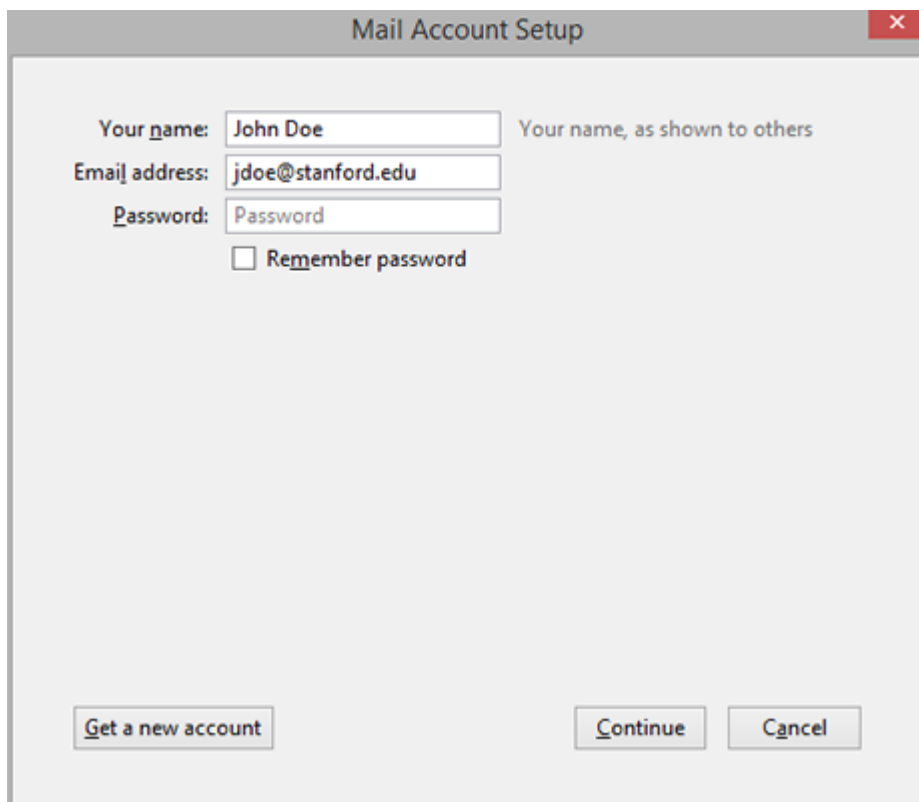 Mail Account Setup
Your name: John Doe Your name, as shown to others
Email address: jdoe@stanford.edu
Password: Password
Remember password
Get a new account Continue Cancel